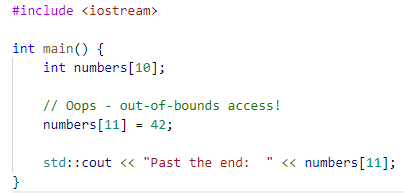 #include <iostream>

int main() {
    int numbers[10];

    // Oops - out-of-bounds access!
    numbers[11] = 42;

    std::cout << "Past the end:  " << numbers[11];
}